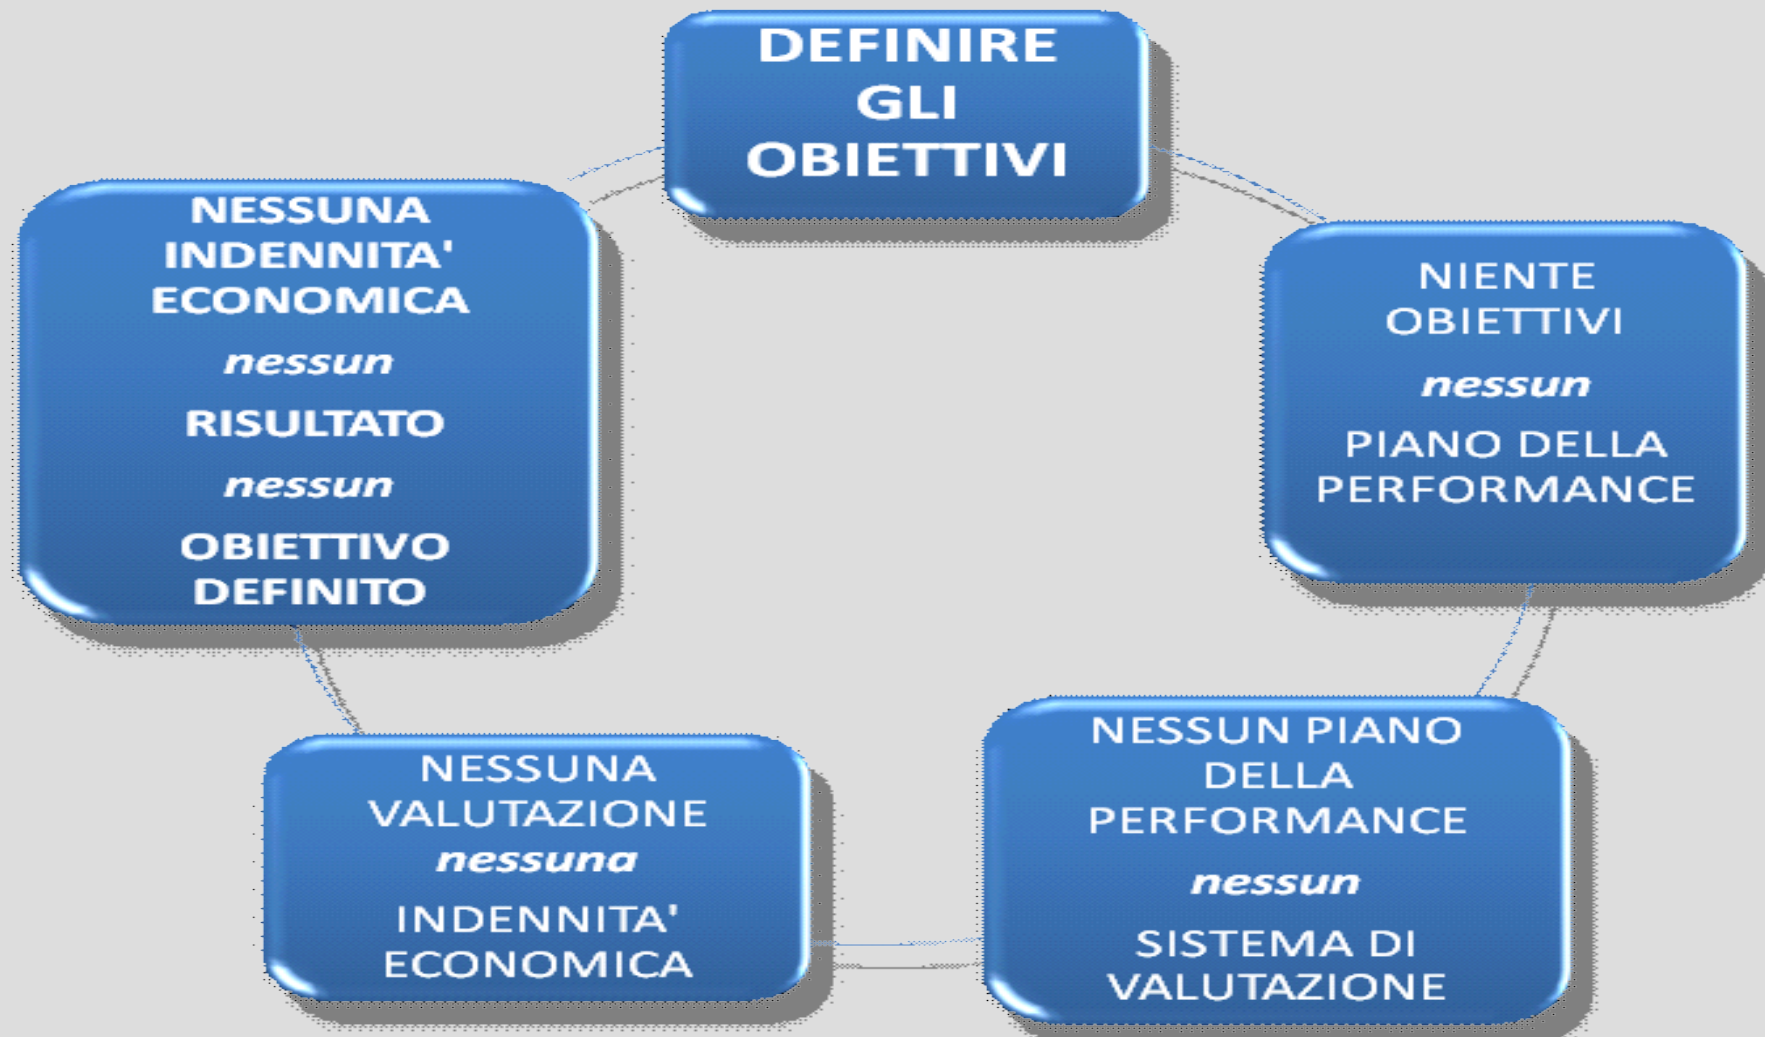 DEFINIRE
GLI
OBIETTIVI
NIENTE
OBIETTIVI
nessun
PIANO DELLA
PERFORMANCE
NESSUN PIANO
DELLA
PERFORMANCE
nessun
SISTEMA DI
VALUTAZIONE
NESSUNA
VALUTAZIONE
nessuna
INDENNITA'
ECONOMICA
NESSUNA
INDENNITA'
ECONOMICA
nessun
RISULTATO
nessun
OBIETTIVO
DEFINITO